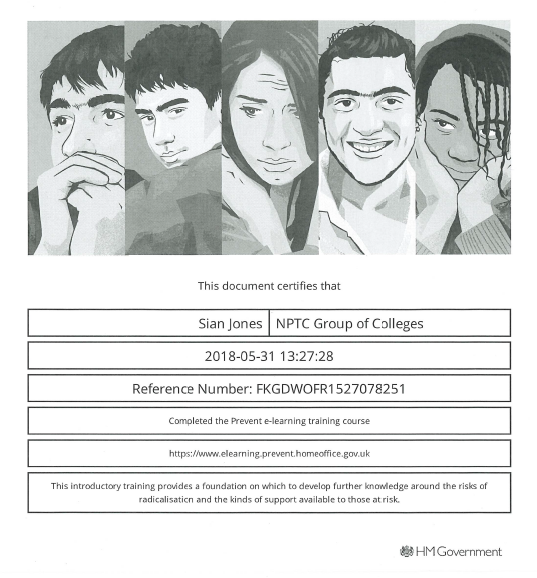 This document certifies that
Sian Jones NPTC Group of Colleges
2018-05-31 13:27:28
Reference Number: FKGDWOFR1527078251
Completed the Prevent e-learning training course
https://www.elearning.prevent.homeoffice.gov.uk
This introductory training provides a foundation on which to develop further knowledge around the risks of
radicalisation and the kinds of support available to those at risk.
HM Government